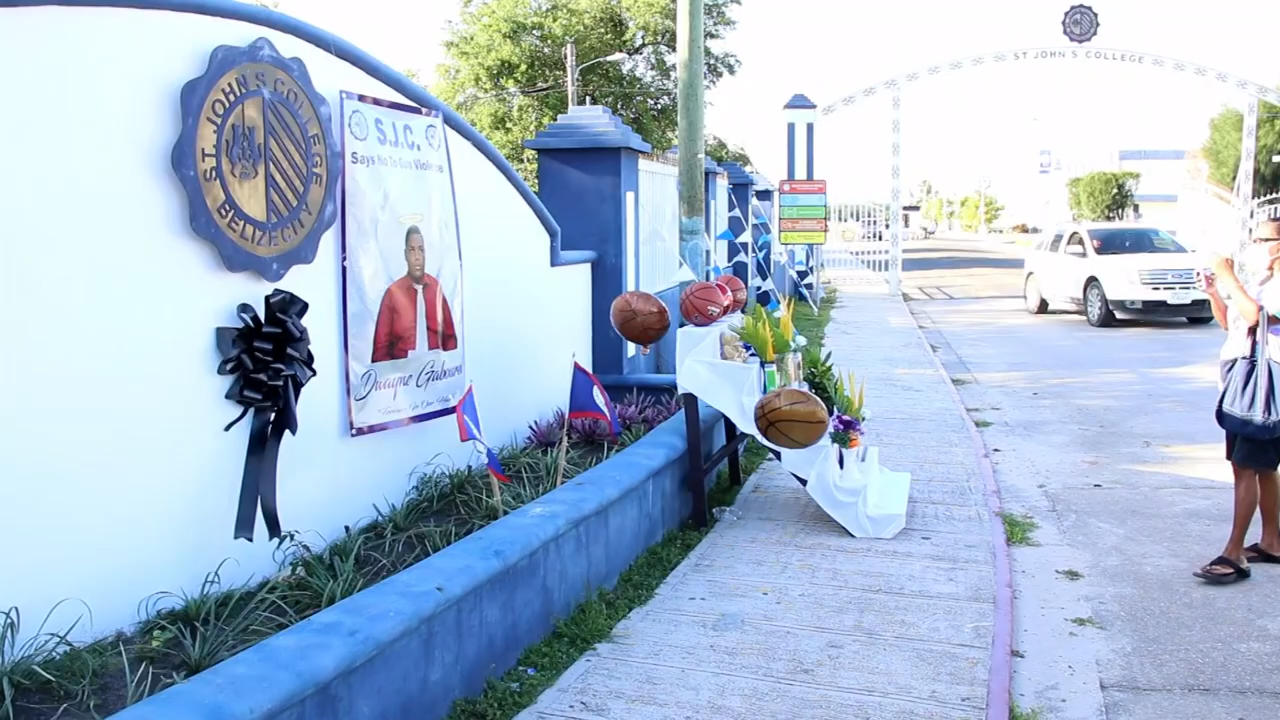 ST. JOHN'S COLLEGE
BELIZE CITY
S.J.C.
Says No To Gun Violence
Dwayne Gabourel
ST JOHN'S COLLEGE